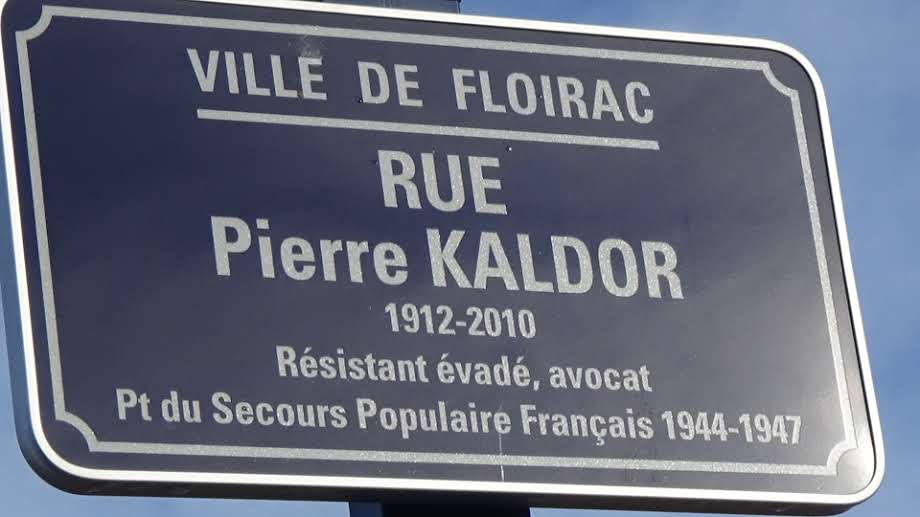 VILLE DE FLOIRAC
RUE
Pierre KALDOR
1912-2010
Résistant évadé, avocat
Pt du Secours Populaire Français 1944-1947